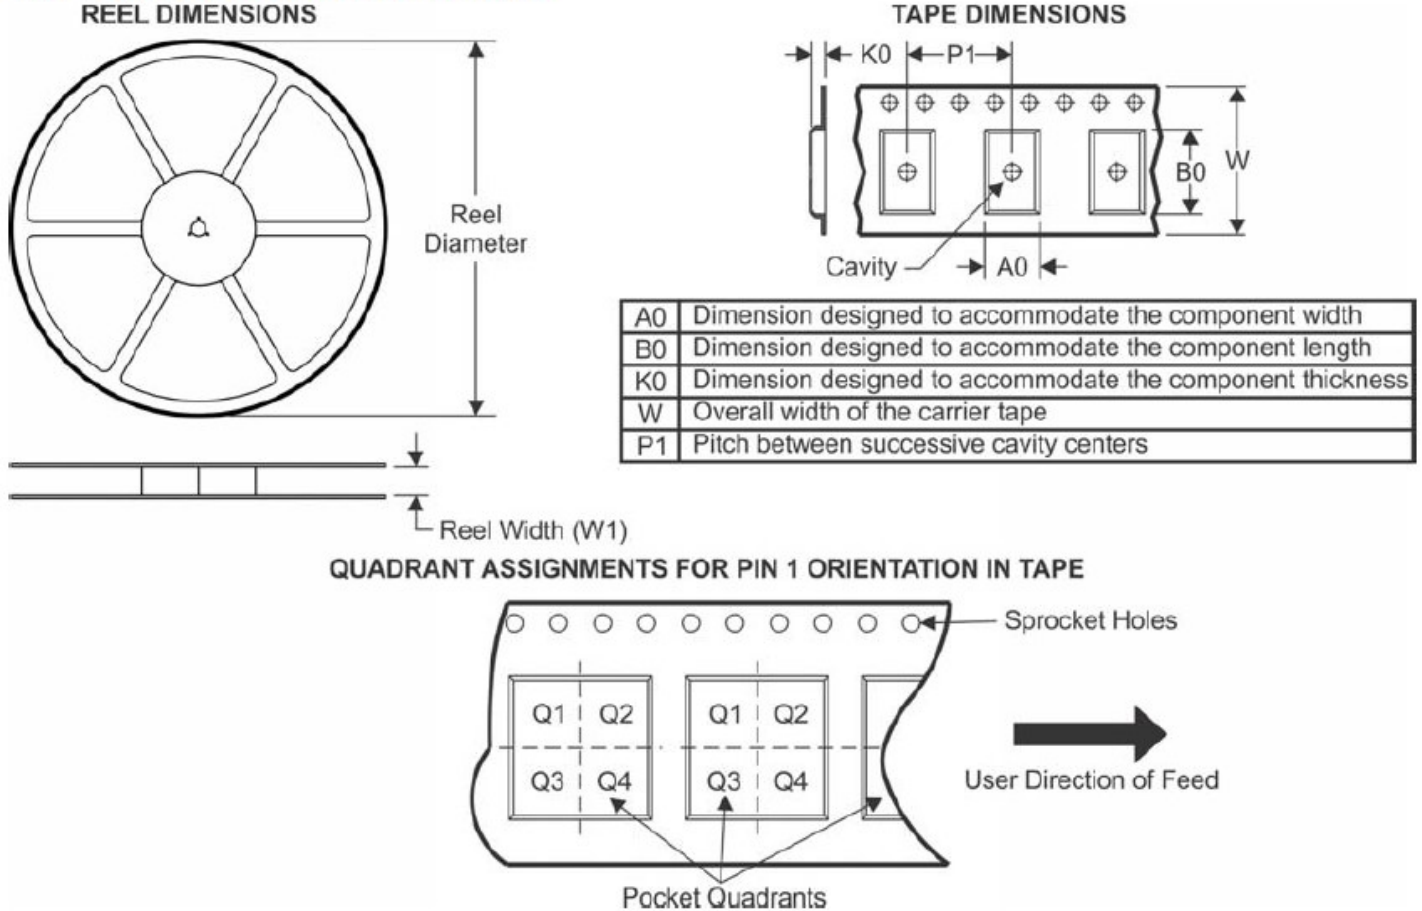 REEL DIMENSIONS
Reel
Diameter
Reel Width (W1)
TAPE DIMENSIONS
K0
P1
B0
W
Cavity
A0
A0 Dimension designed to accommodate the component width
B0 Dimension designed to accommodate the component length
K0 Dimension designed to accommodate the component thickness
W Overall width of the carrier tape
P1 Pitch between successive cavity centers
QUADRANT ASSIGNMENTS FOR PIN 1 ORIENTATION IN TAPE
Sprocket Holes
Q1 Q2 Q1 Q2
Q3 Q4 Q3 Q4
User Direction of Feed
Pocket Quadrants